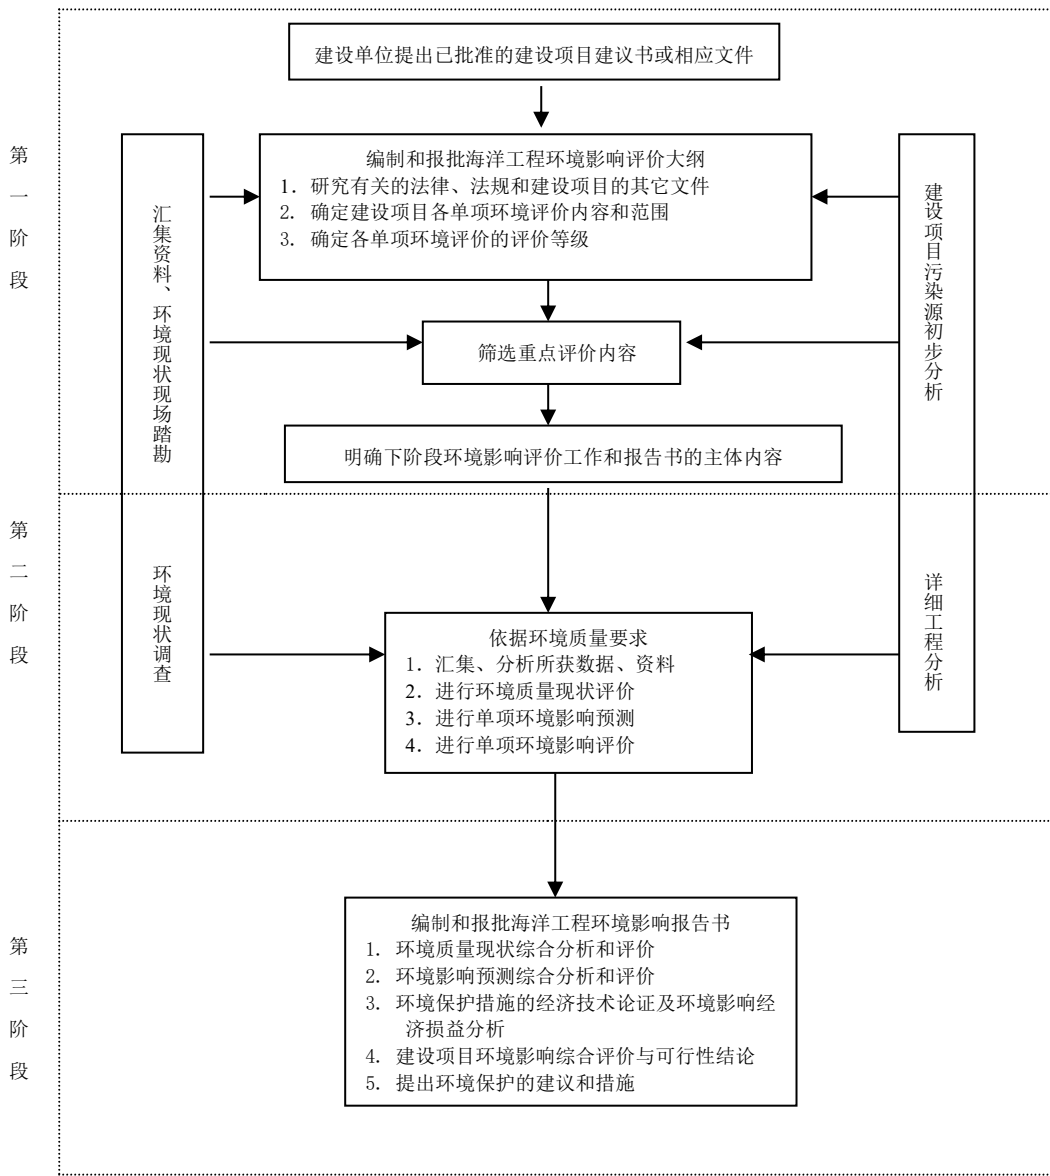 建设单位提出已批准的建设项目建议书或相应文件
第一阶段
汇集资料、环境现状现场踏勘
编制和报批海洋工程环境影响评价大纲
1. 研究有关的法律、法规和建设项目的其它文件
2. 确定建设项目各单项环境评价内容和范围
3. 确定各单项环境评价的评价等级
建设项目污染源初步分析
筛选重点评价内容
明确下阶段环境影响评价工作和报告书的主体内容
第二阶段
环境现状调查
依据环境质量要求
1. 汇集、分析所获数据、资料
2. 进行环境质量现状评价
3. 进行单项环境影响预测
4. 进行单项环境影响评价
详细工程分析
第三阶段
编制和报批海洋工程环境影响报告书
1. 环境质量现状综合分析和评价
2. 环境影响预测综合分析和评价
3. 环境保护措施的经济技术论证及环境影响经
济损益分析
4. 建设项目环境影响综合评价与可行性结论
5. 提出环境保护的建议和措施